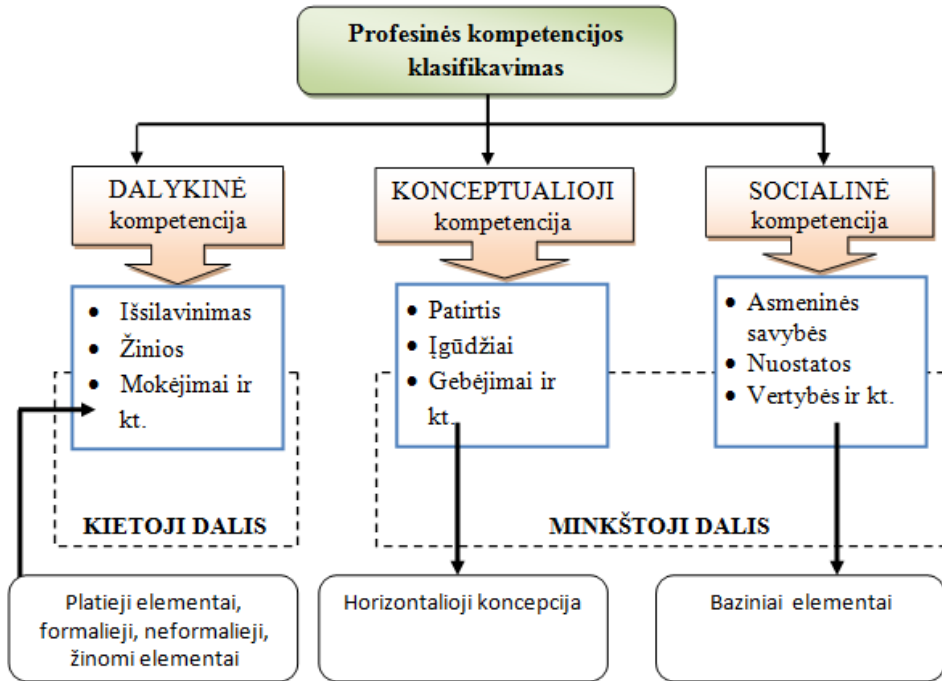 Profesinės kompetencijos
klasifikavimas
DALYKINĖ
kompetencija
KONCEPTUALIOJI
kompetencija
SOCIALINĖ
kompetencija
• Išsilavinimas
• Žinios
• Mokėjimai ir
kt.
• Patirtis
• Įgūdžiai
• Gebėjimai ir
kt.
• Asmeninės
savybės
• Nuostatos
• Vertybės ir kt.
KIETOJI DALIS
MINKŠTOJI DALIS
Platieji elementai,
formalieji, neformalieji,
žinomi elementai
Horizontalioji koncepcija
Baziniai elementai